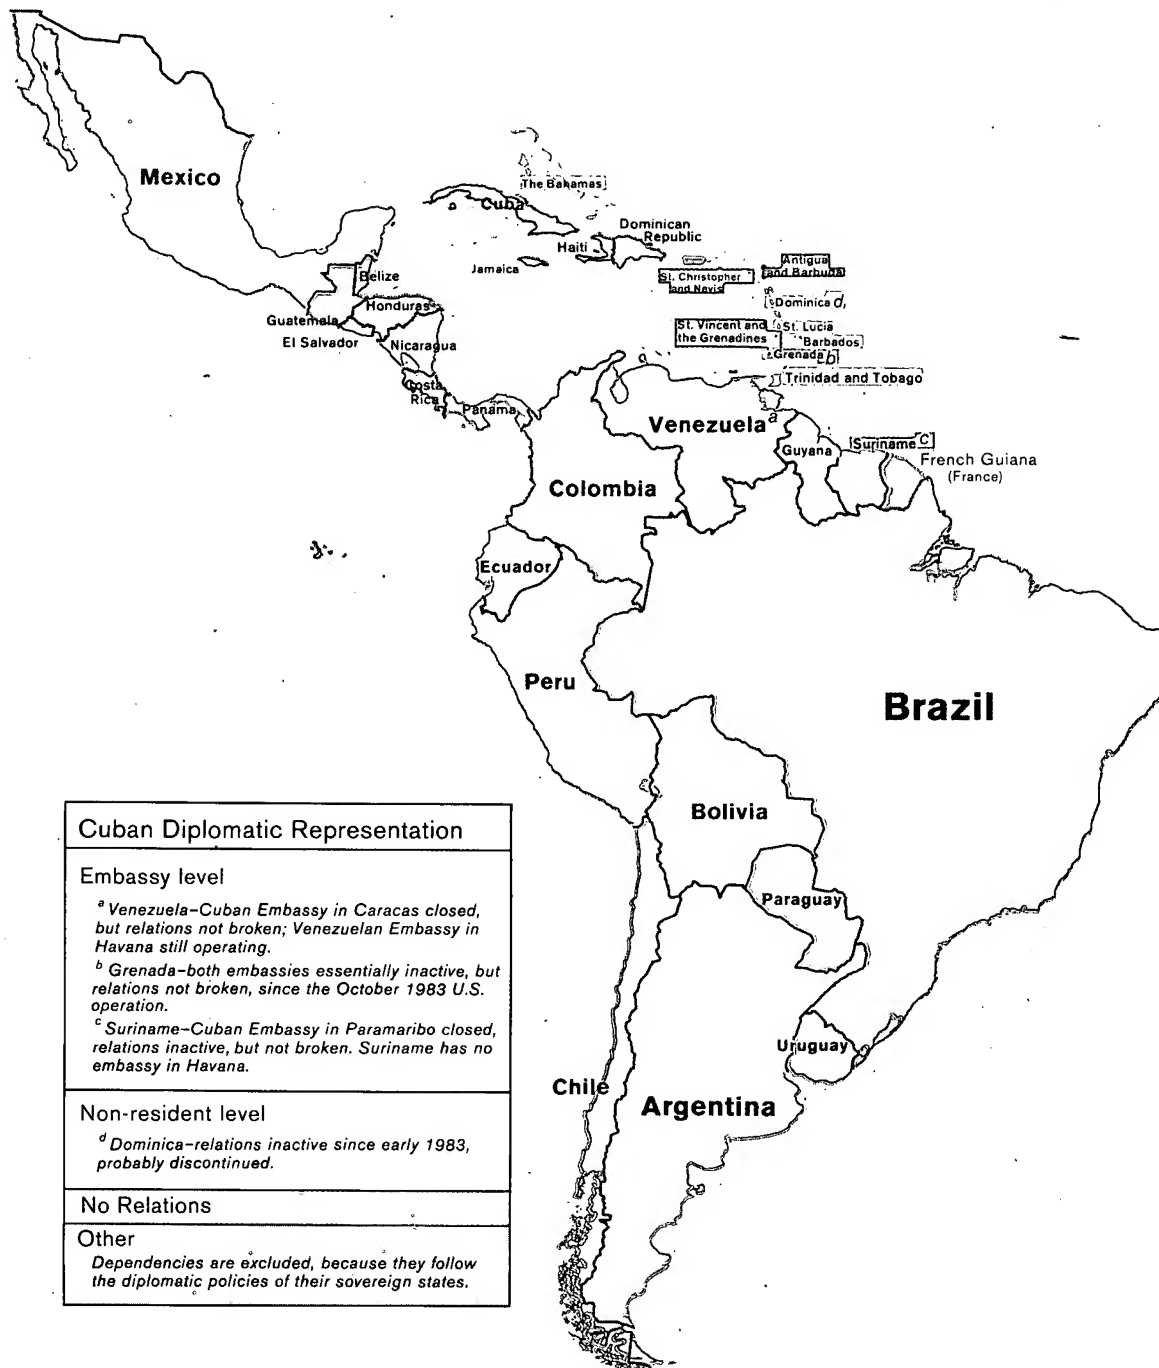 Mexico
The Bahamas
Cuba
Dominican
Republic
Haiti
Jamaica
Antigua
and Barbuda
St. Christopher
and Nevis
Belize
Dominica d
Honduras
Guatemala
El Salvador
Nicaragua
St. Vincent and
the Grenadines
St. Lucia
Barbados
Grenada b
Costa
Rica
Panama
Trinidad and Tobago
Venezuela a
Guyana
Suriname c
French Guiana
(France)
Colombia
Ecuador
Peru
Brazil
Bolivia
Paraguay
Uruguay
Chile
Argentina
Cuban Diplomatic Representation
Embassy level
a Venezuela–Cuban Embassy in Caracas closed,
but relations not broken; Venezuelan Embassy in
Havana still operating.
b Grenada–both embassies essentially inactive, but
relations not broken, since the October 1983 U.S.
operation.
c Suriname–Cuban Embassy in Paramaribo closed,
relations inactive, but not broken. Suriname has no
embassy in Havana.
Non-resident level
d Dominica–relations inactive since early 1983,
probably discontinued.
No Relations
Other
Dependencies are excluded, because they follow
the diplomatic policies of their sovereign states.